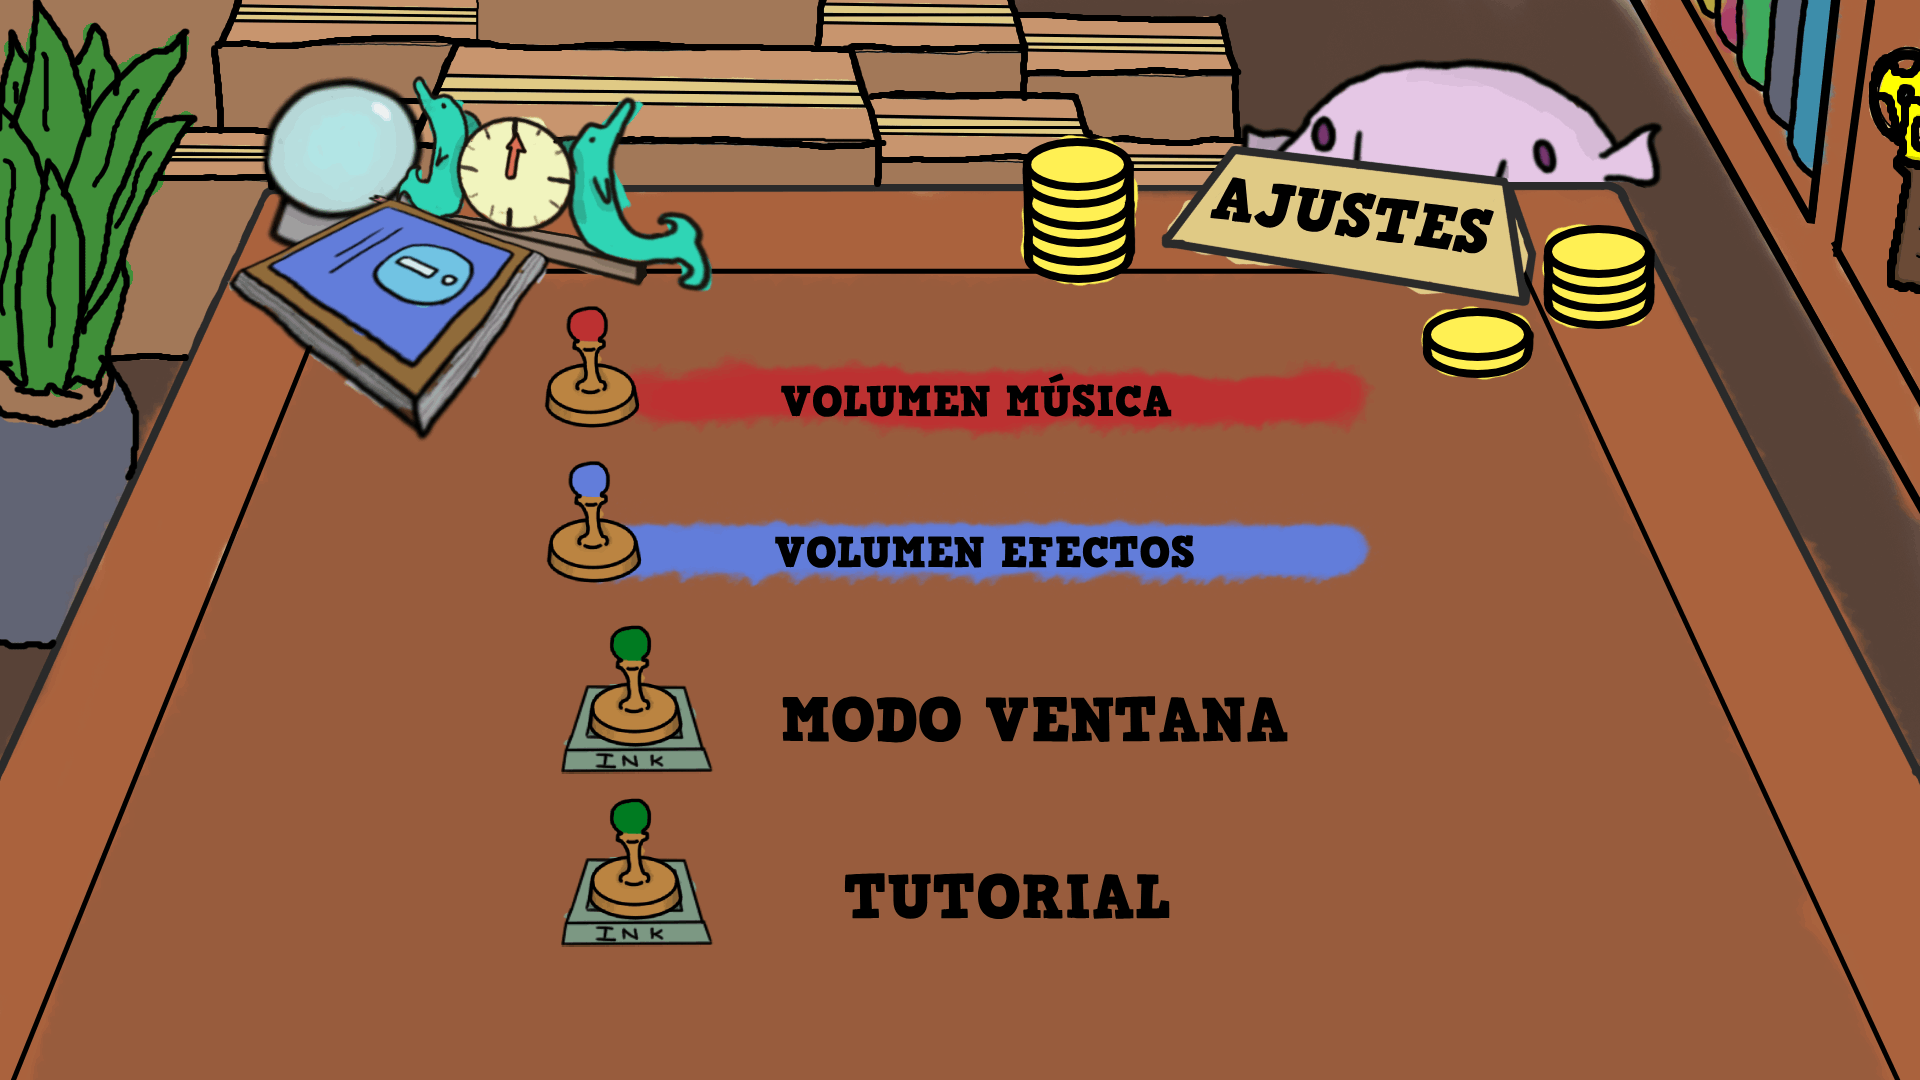 AJUSTES
VOLUMEN MÚSICA
VOLUMEN EFECTOS
MODO VENTANA
INK
TUTORIAL
INK